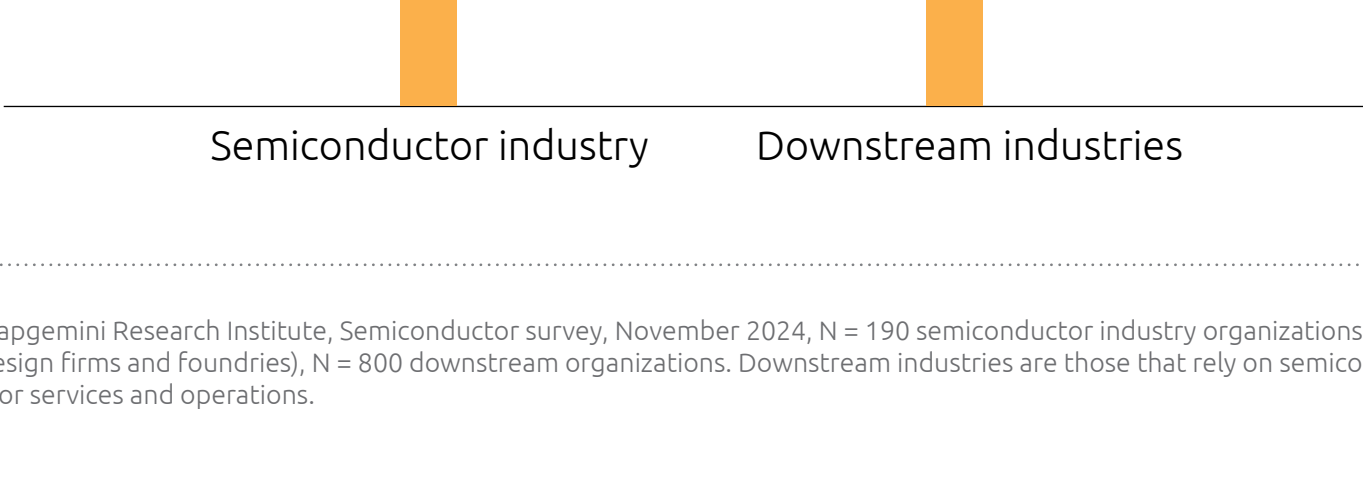 Semiconductor industry Downstream industries
apgemini Research Institute, Semiconductor survey, November 2024, N = 190 semiconductor industry organizations
esign firms and foundries), N = 800 downstream organizations. Downstream industries are those that rely on semico
or services and operations.